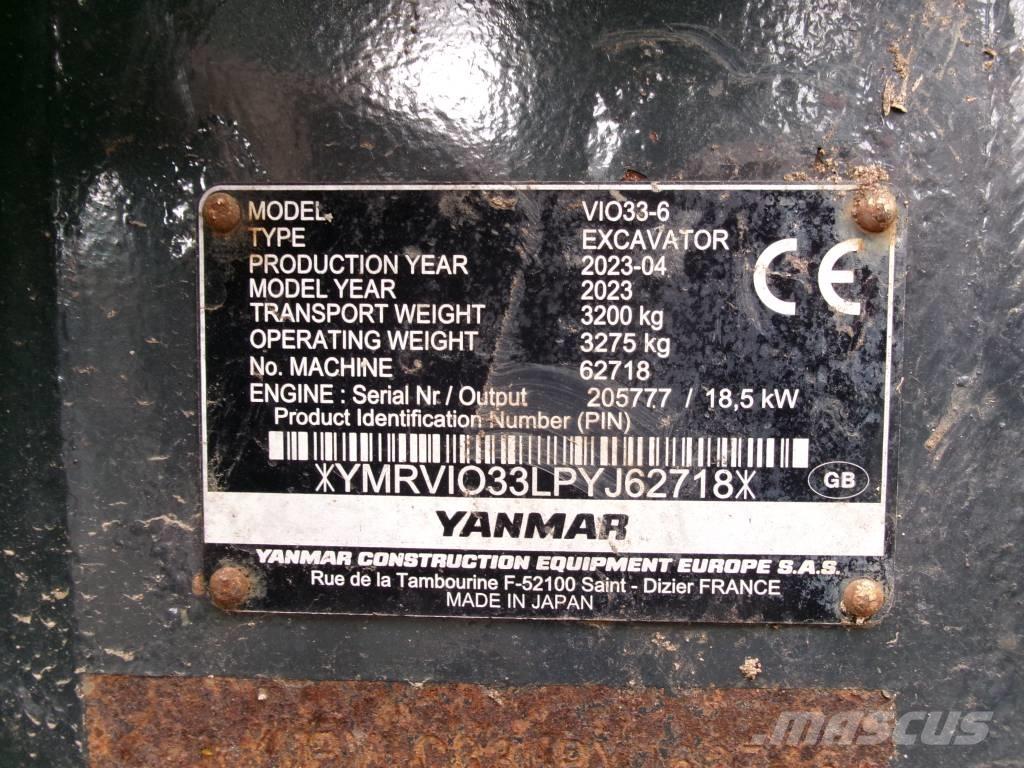 MODEL VIO33-6
TYPE EXCAVATOR
PRODUCTION YEAR 2023-04
MODEL YEAR 2023
TRANSPORT WEIGHT 3200 kg
OPERATING WEIGHT 3275 kg
No. MACHINE 62718
ENGINE : Serial Nr / Output 205777 / 18,5 kW
Product Identification Number (PIN)
YMRVIO33LPYJ62718
CE
GB
YANMAR
YANMAR CONSTRUCTION EQUIPMENT EUROPE S.A.S.
Rue de la Tambourine F-52100 Saint - Dizier FRANCE
MADE IN JAPAN
mascus